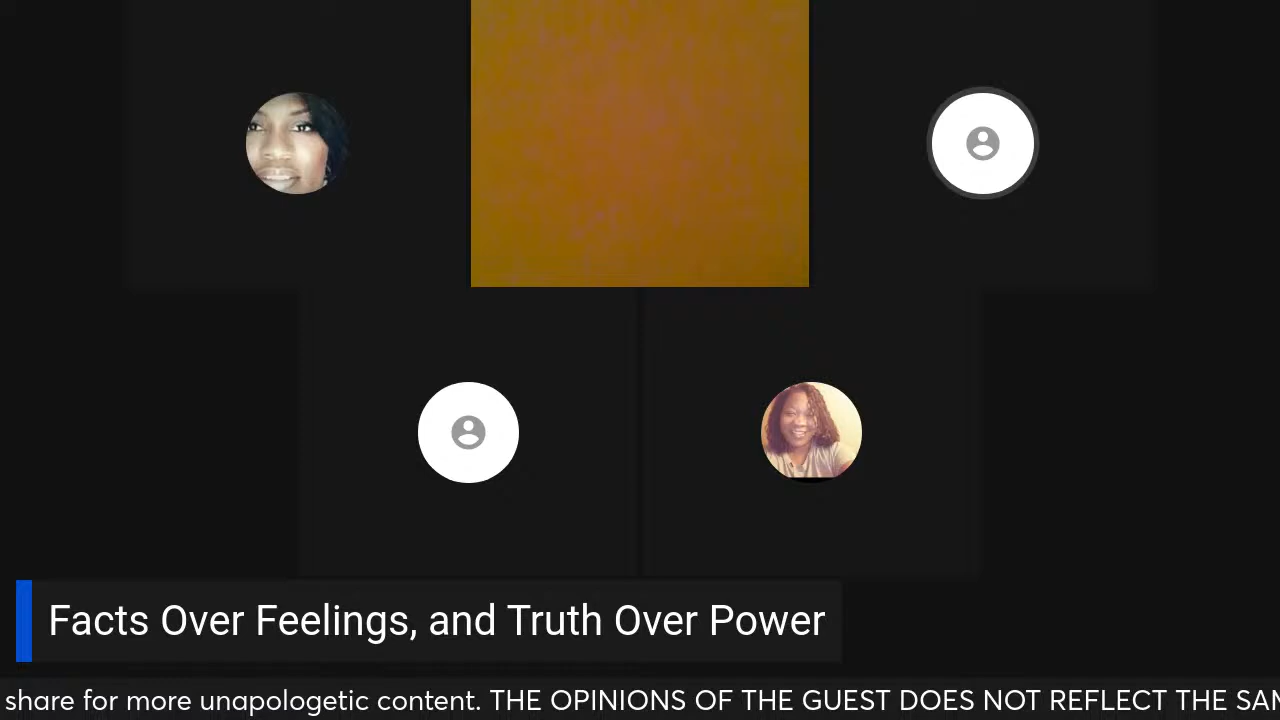 Facts Over Feelings, and Truth Over Power
share for more unapologetic content. THE OPINIONS OF THE GUEST DOES NOT REFLECT THE